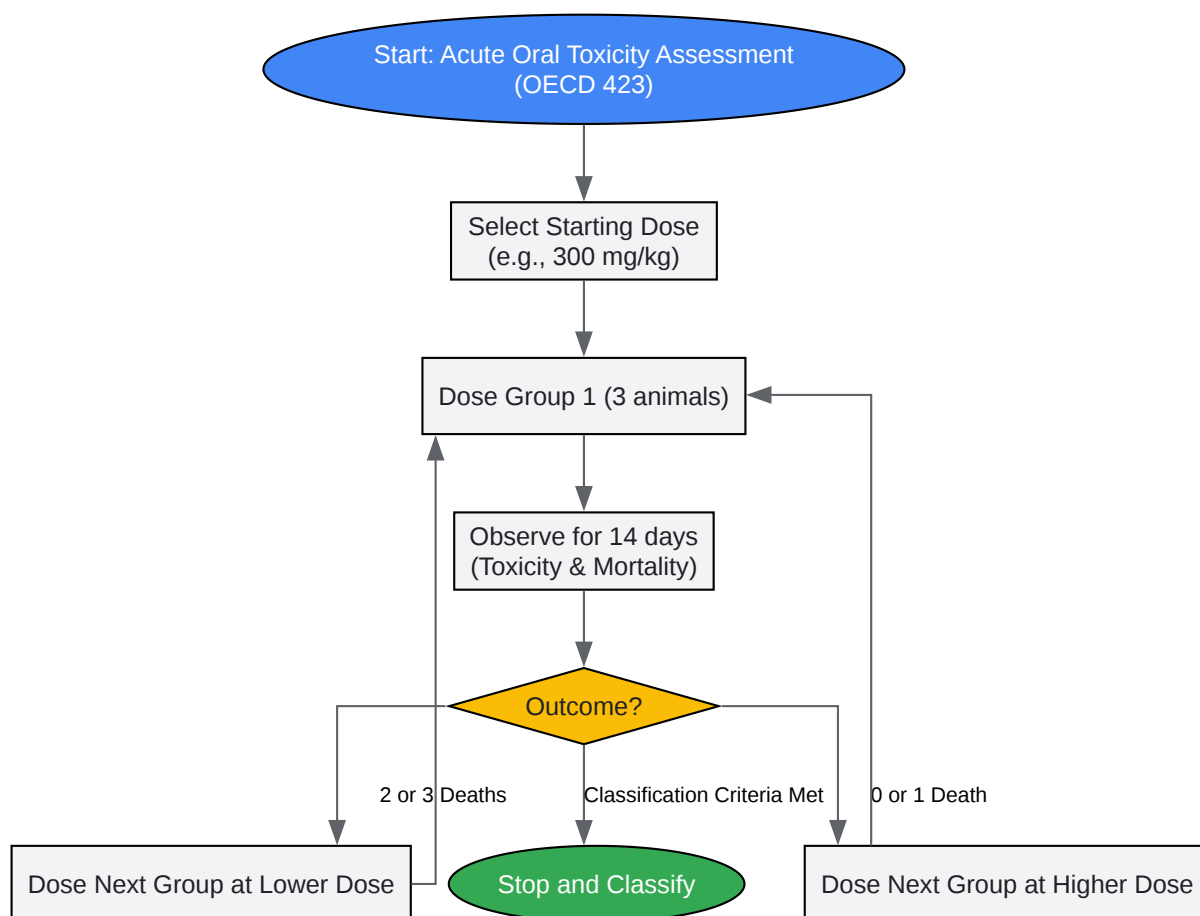 Start: Acute Oral Toxicity Assessment
(OECD 423)
Select Starting Dose
(e.g., 300 mg/kg)
Dose Group 1 (3 animals)
Observe for 14 days
(Toxicity & Mortality)
Outcome?
2 or 3 Deaths
Classification Criteria Met
0 or 1 Death
Dose Next Group at Lower Dose
Stop and Classify
Dose Next Group at Higher Dose